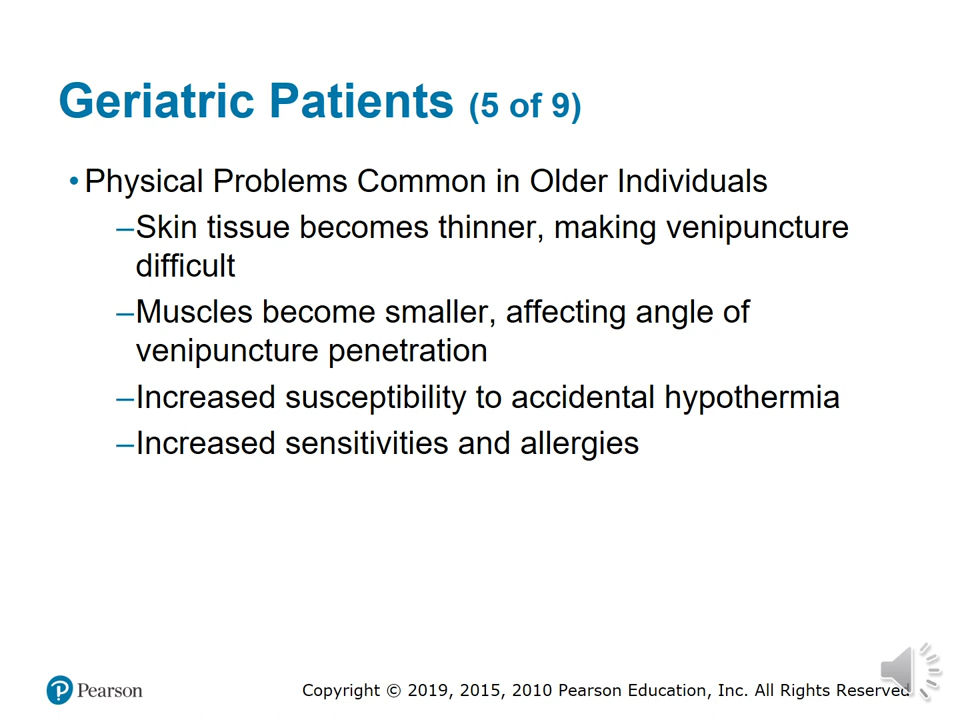 Geriatric Patients (5 of 9)
• Physical Problems Common in Older Individuals
–Skin tissue becomes thinner, making venipuncture
difficult
–Muscles become smaller, affecting angle of
venipuncture penetration
–Increased susceptibility to accidental hypothermia
–Increased sensitivities and allergies
Pearson
Copyright © 2019, 2015, 2010 Pearson Education, Inc. All Rights Reserved